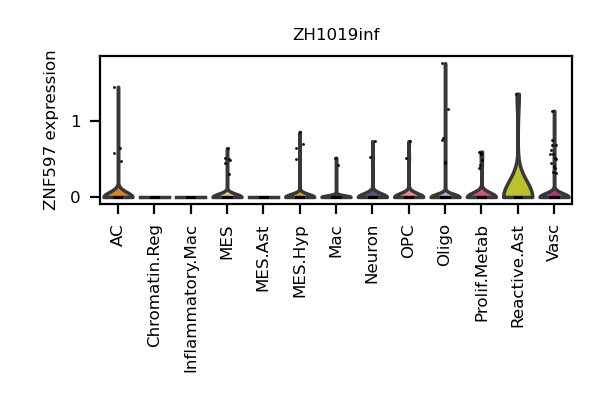 ZH1019inf
ZNF597 expression
1
0
AC
Chromatin.Reg
Inflammatory.Mac
MES
MES.Ast
MES.Hyp
Mac
Neuron
OPC
Oligo
Prolif.Metab
Reactive.Ast
Vasc